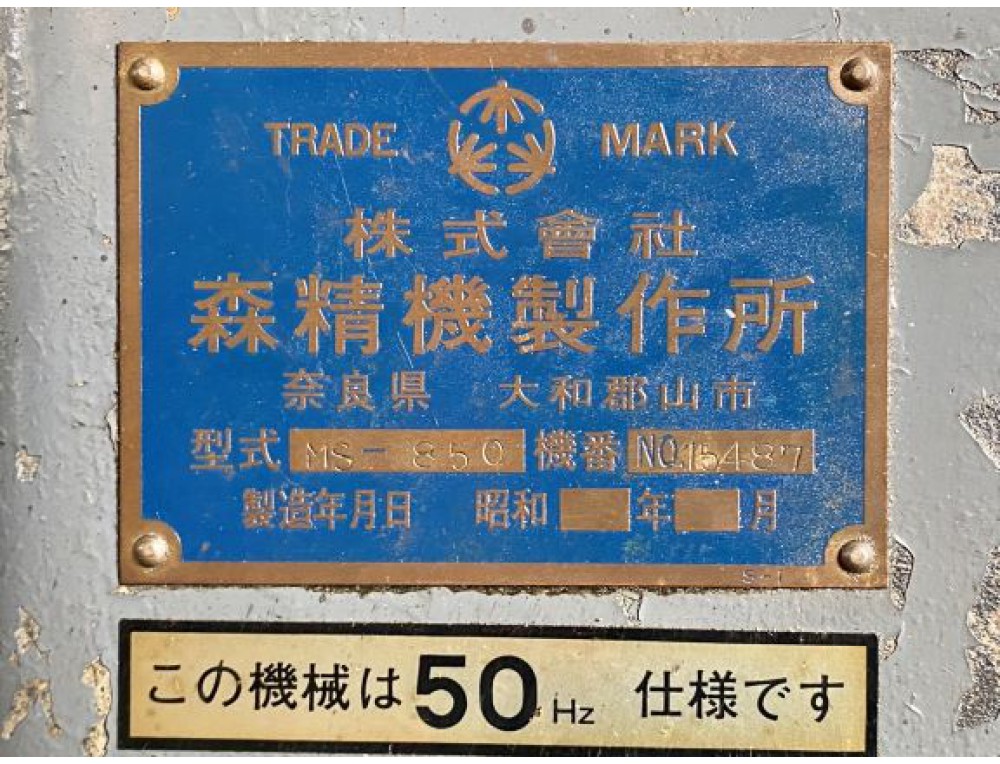 TRADE MARK
株式會社
森精機製作所
奈良県 大和郡山市
型式 MS-850 機番 NO.15487
製造年月日 昭和 年 月
S-1
この機械は50Hz 仕様です